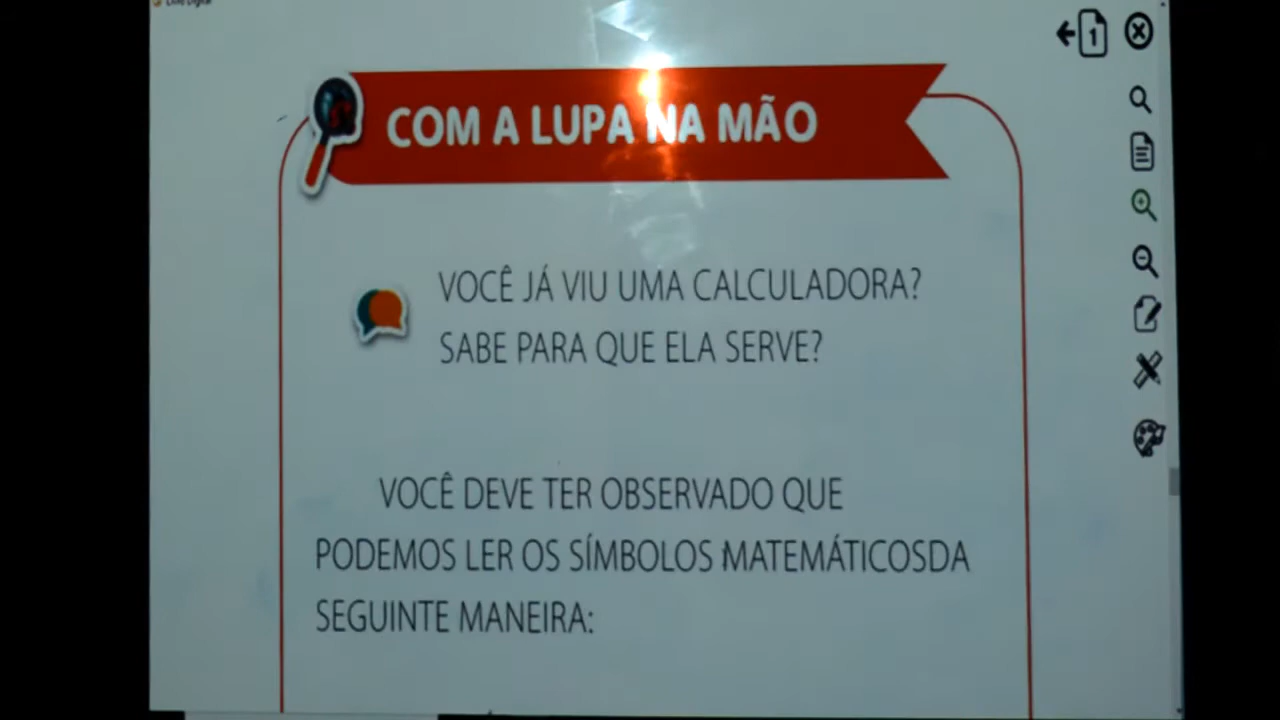 1
COM A LUPA NA MÃO
VOCÊ JÁ VIU UMA CALCULADORA?
SABE PARA QUE ELA SERVE?
VOCÊ DEVE TER OBSERVADO QUE
PODEMOS LER OS SÍMBOLOS MATEMÁTICOSDA
SEGUINTE MANEIRA: